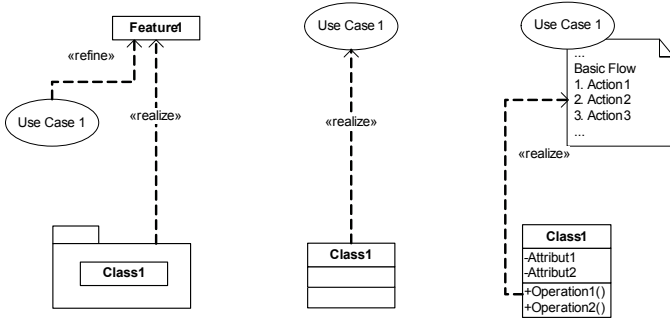 Feature1
«refine»
Use Case 1
«realize»
Class1
Use Case 1
«realize»
Class1
Use Case 1
...
Basic Flow
1. Action1
2. Action2
3. Action3
...
«realize»
Class1
-Attribut1
-Attribut2
+Operation1()
+Operation2()